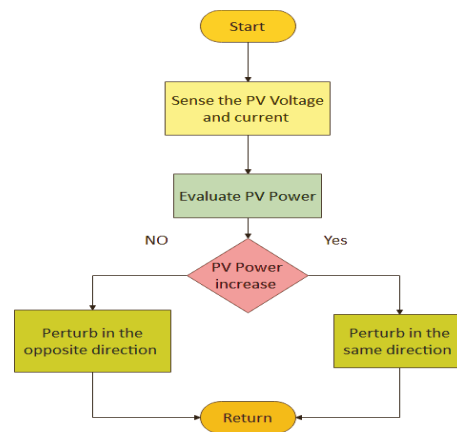 Start
Sense the PV Voltage
and current
Evaluate PV Power
NO
Yes
PV Power
increase
Perturb in the
opposite direction
Perturb in the
same direction
Return